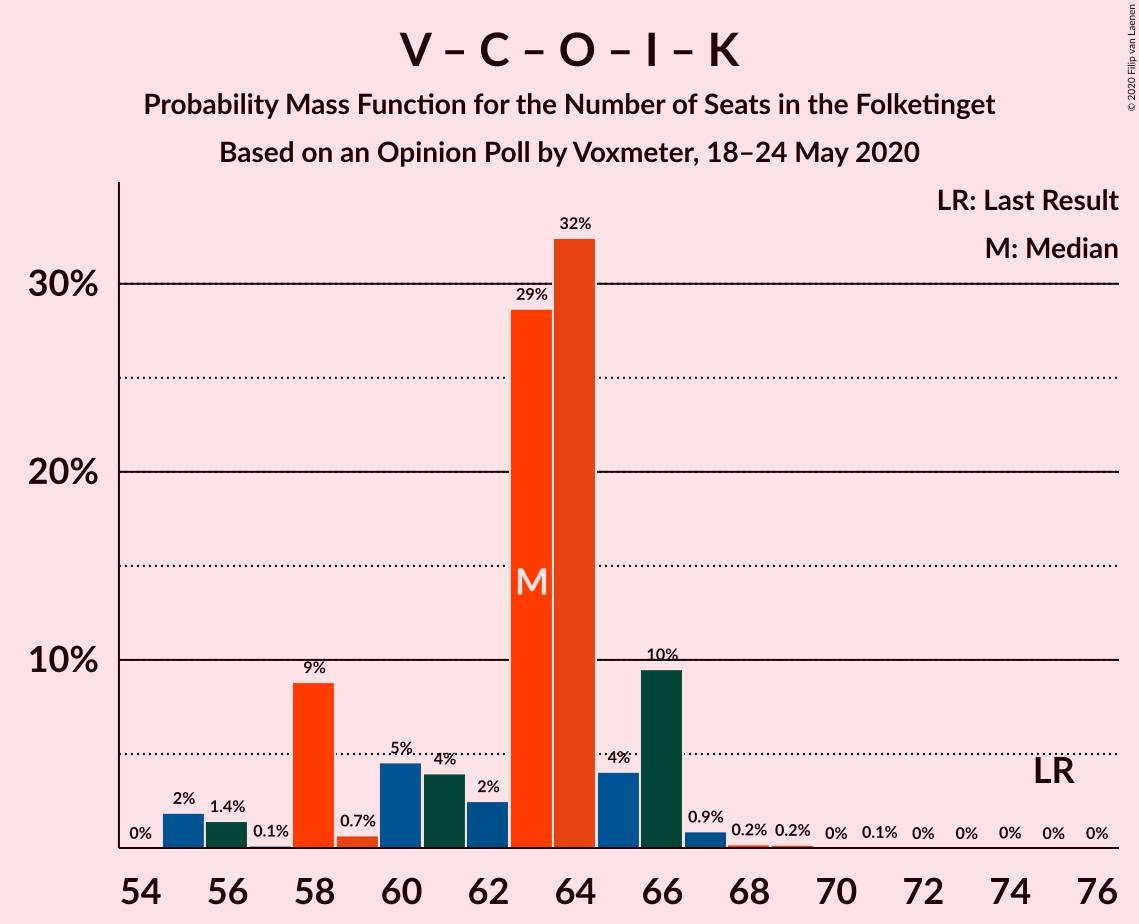 V – C – O – I – K
Probability Mass Function for the Number of Seats in the Folketinget
Based on an Opinion Poll by Voxmeter, 18–24 May 2020
© 2020 Filip van Laenen
LR: Last Result
M: Median
30%
20%
10%
0%
2%
1.4%
0.1%
9%
0.7%
5%
4%
2%
29%
32%
4%
10%
0.9%
0.2%
0.2%
0%
0.1%
0%
0%
0%
0%
0%
M
LR
54 56 58 60 62 64 66 68 70 72 74 76